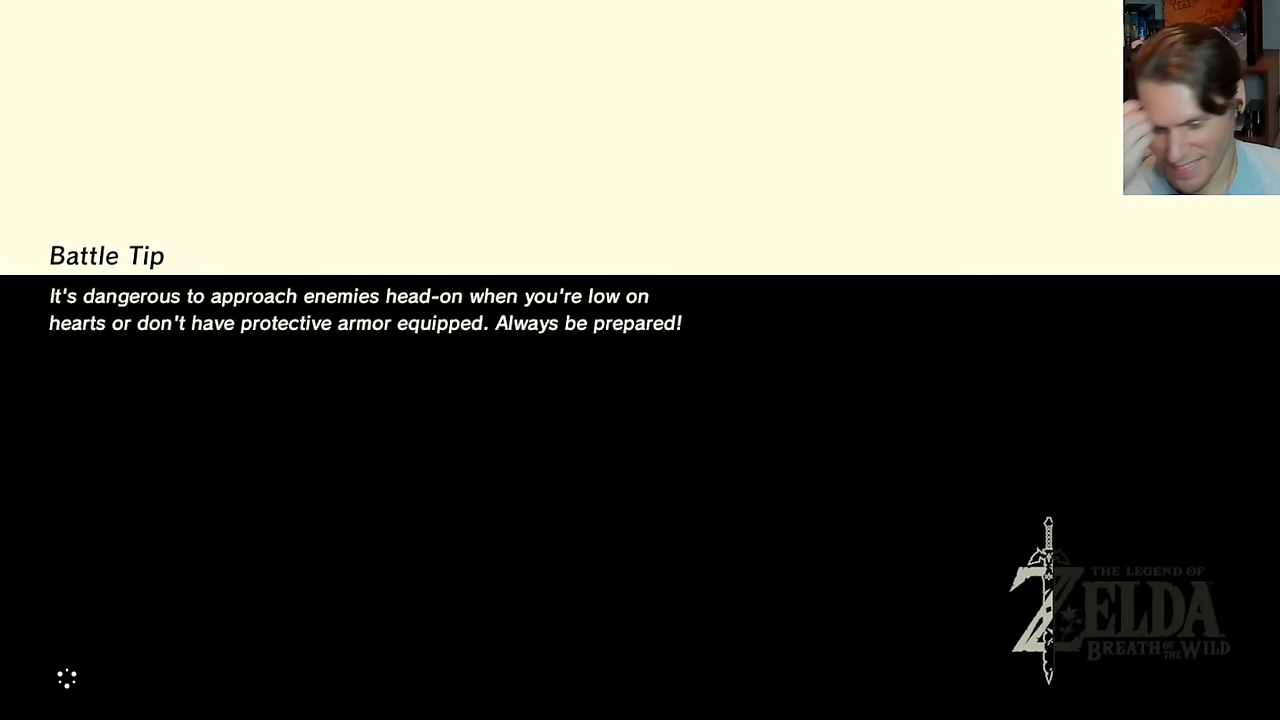 Battle Tip
It's dangerous to approach enemies head-on when you're low on
hearts or don't have protective armor equipped. Always be prepared!
THE LEGEND OF
ZELDA
BREATH OF THE WILD